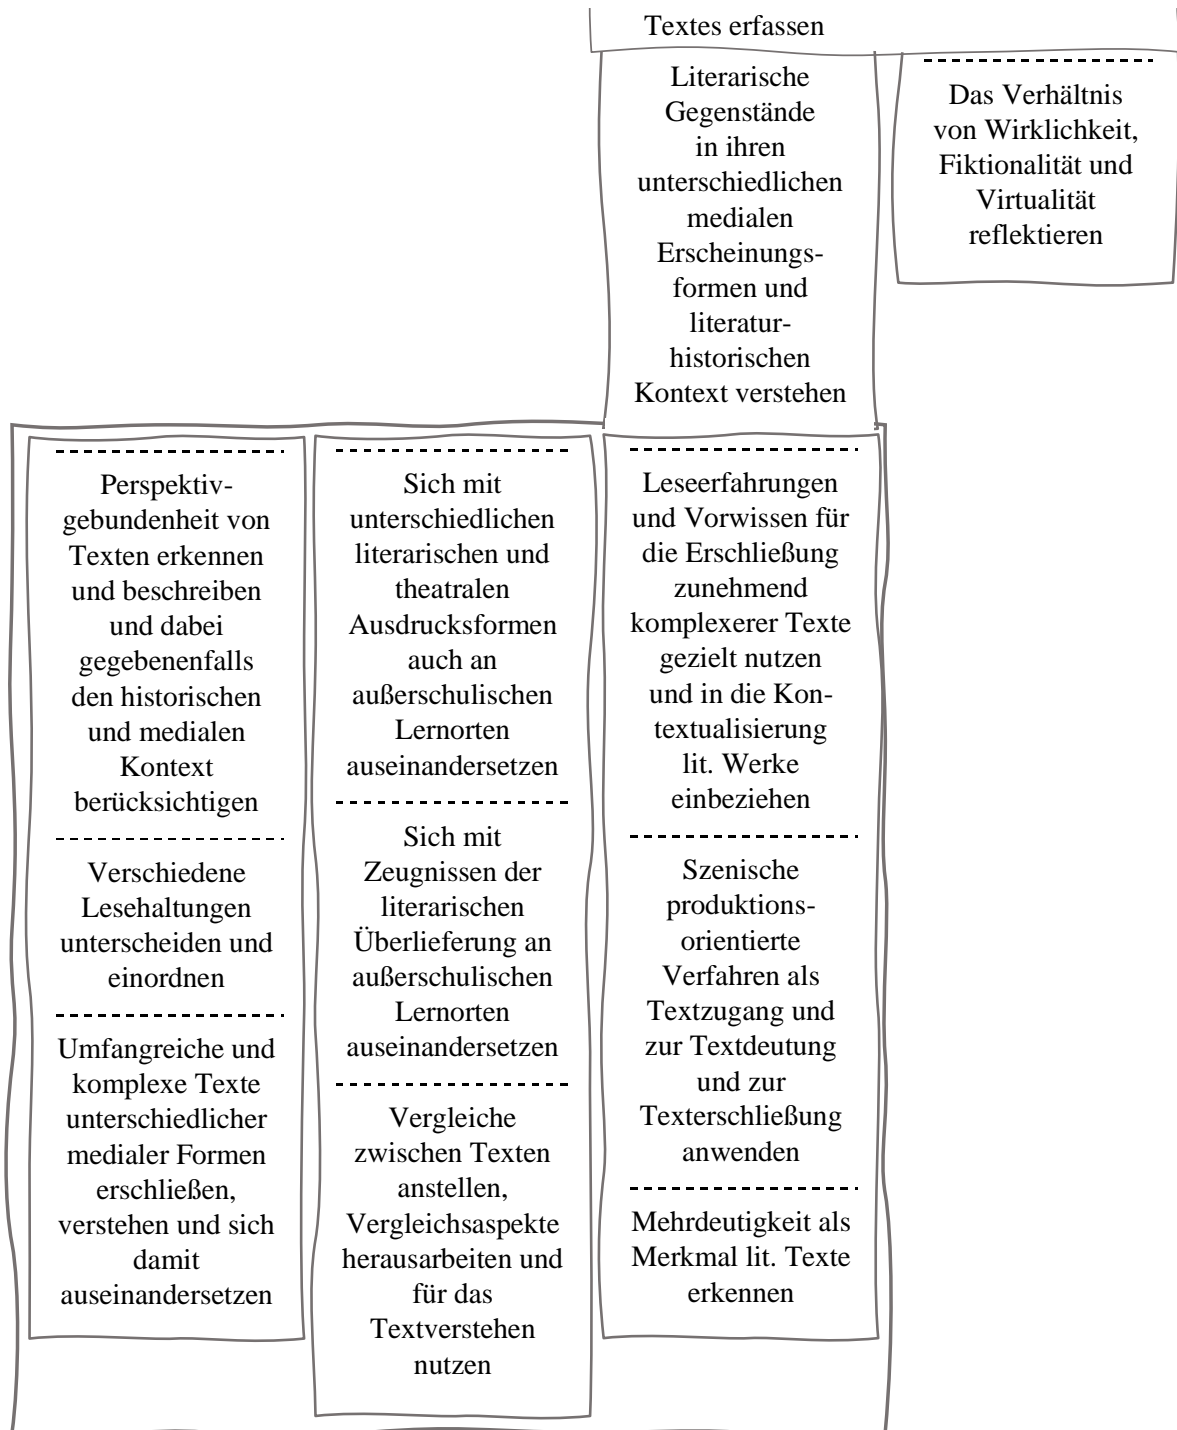 Textes erfassen
Literarische
Gegenstände
in ihren
unterschiedlichen
medialen
Erscheinungs-
formen und
literatur-
historischen
Kontext verstehen
Das Verhältnis
von Wirklichkeit,
Fiktionalität und
Virtualität
reflektieren
Perspektiv-
gebundenheit von
Texten erkennen
und beschreiben
und dabei
gegebenenfalls
den historischen
und medialen
Kontext
berücksichtigen
Verschiedene
Lesehaltungen
unterscheiden und
einordnen
Umfangreiche und
komplexe Texte
unterschiedlicher
medialer Formen
erschließen,
verstehen und sich
damit
auseinandersetzen
Sich mit
unterschiedlichen
literarischen und
theatralen
Ausdrucksformen
auch an
außerschulischen
Lernorten
auseinandersetzen
Sich mit
Zeugnissen der
literarischen
Überlieferung an
außerschulischen
Lernorten
auseinandersetzen
Vergleiche
zwischen Texten
anstellen,
Vergleichsaspekte
herausarbeiten und
für das
Textverstehen
nutzen
Leseerfahrungen
und Vorwissen für
die Erschließung
zunehmend
komplexerer Texte
gezielt nutzen
und in die Kon-
textualisierung
lit. Werke
einbeziehen
Szenische
produktions-
orientierte
Verfahren als
Textzugang und
zur Textdeutung
und zur
Texterschließung
anwenden
Mehrdeutigkeit als
Merkmal lit. Texte
erkennen